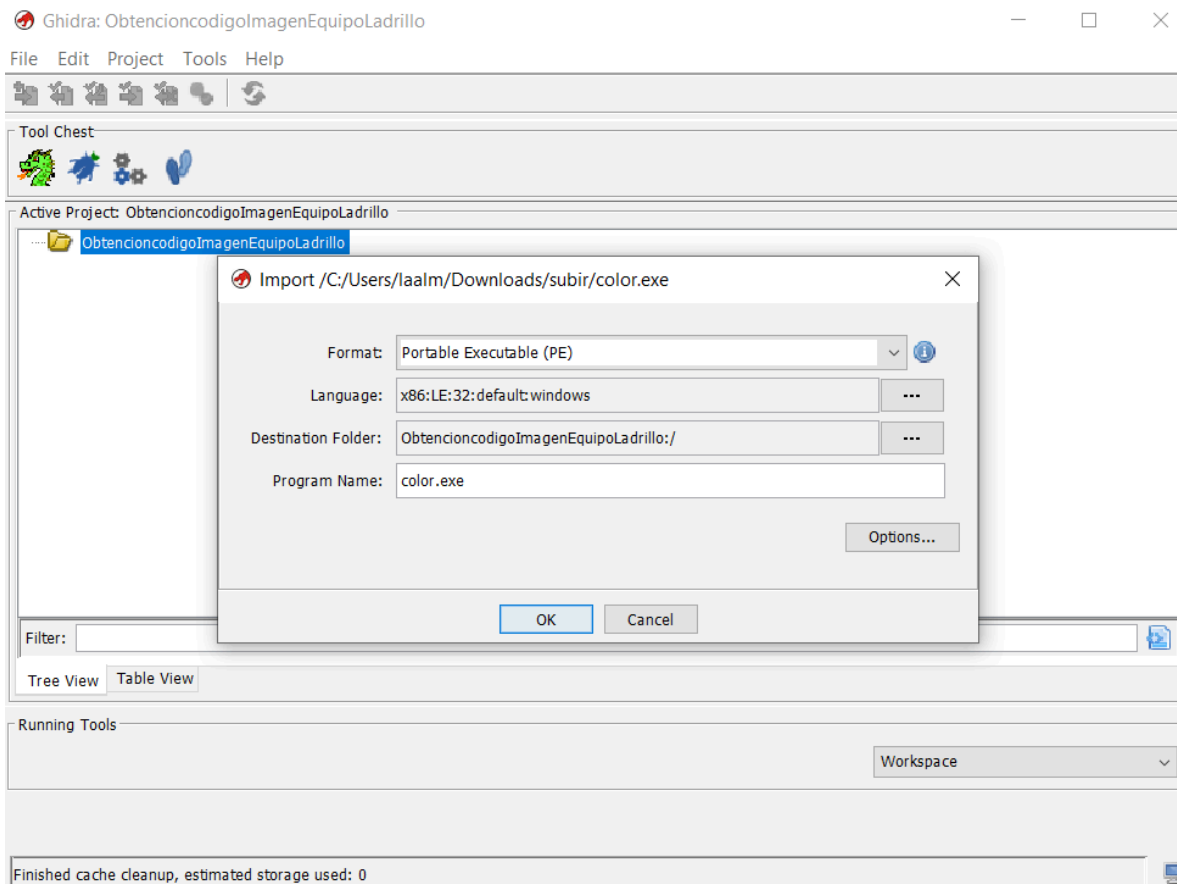 Ghidra: ObtencioncodigoImagenEquipoLadrillo
File Edit Project Tools Help
Tool Chest
Active Project: ObtencioncodigoImagenEquipoLadrillo
ObtencioncodigoImagenEquipoLadrillo
Import /C:/Users/laalm/Downloads/subir/color.exe
Format: Portable Executable (PE)
Language: x86:LE:32:default:windows
Destination Folder: ObtencioncodigoImagenEquipoLadrillo:/
Program Name: color.exe
Options...
OK Cancel
Filter:
Tree View Table View
Running Tools
Workspace
Finished cache cleanup, estimated storage used: 0